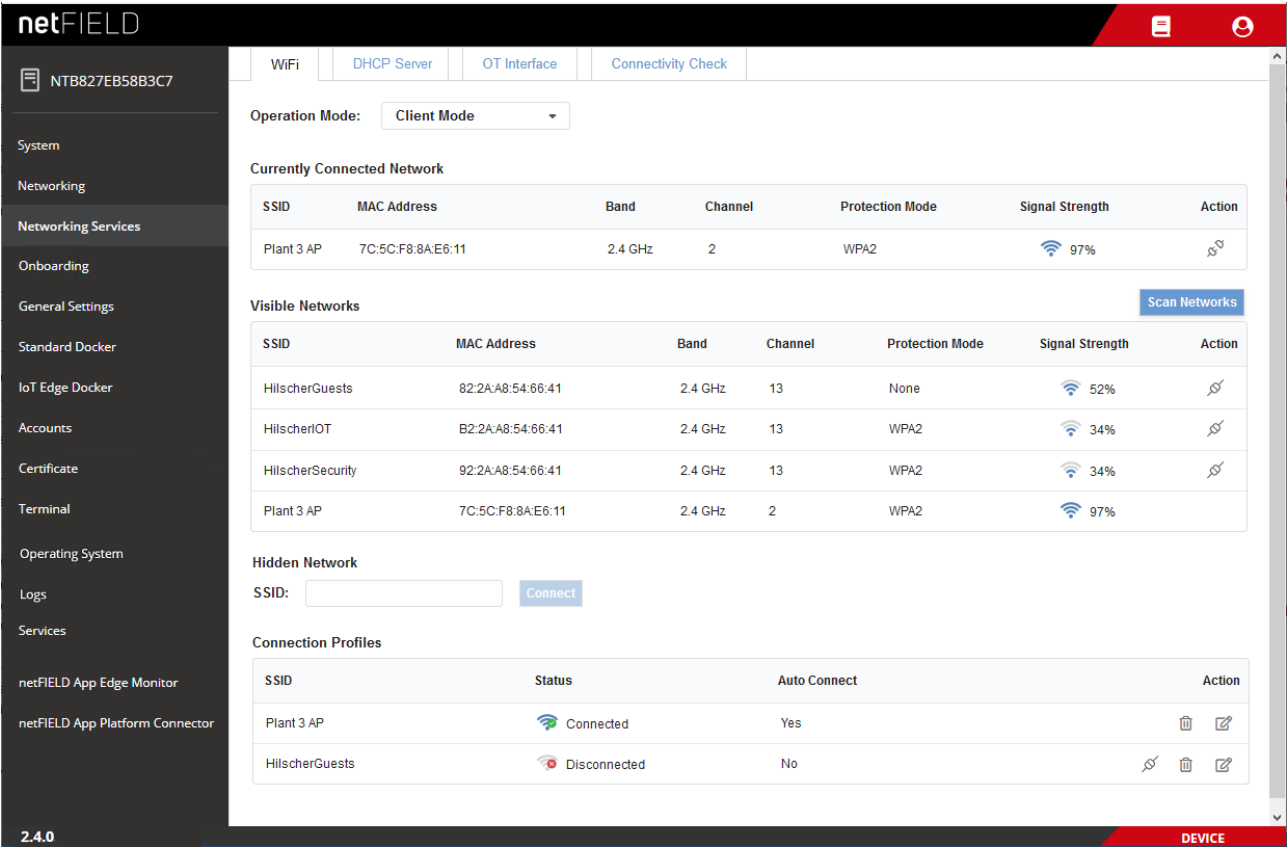 netFIELD
NTB827EB58B3C7
System
Networking
Networking Services
Onboarding
General Settings
Standard Docker
IoT Edge Docker
Accounts
Certificate
Terminal
Operating System
Logs
Services
netFIELD App Edge Monitor
netFIELD App Platform Connector
2.4.0
WiFi DHCP Server OT Interface Connectivity Check
Operation Mode: Client Mode
Currently Connected Network
SSID MAC Address Band Channel Protection Mode Signal Strength Action
Plant 3 AP 7C:5C:F8:8A:E6:11 2.4 GHz 2 WPA2 97%
Visible Networks Scan Networks
SSID MAC Address Band Channel Protection Mode Signal Strength Action
HilscherGuests 82:2A:A8:54:66:41 2.4 GHz 13 None 52%
HilscherIOT B2:2A:A8:54:66:41 2.4 GHz 13 WPA2 34%
HilscherSecurity 92:2A:A8:54:66:41 2.4 GHz 13 WPA2 34%
Plant 3 AP 7C:5C:F8:8A:E6:11 2.4 GHz 2 WPA2 97%
Hidden Network
SSID: Connect
Connection Profiles
SSID Status Auto Connect Action
Plant 3 AP Connected Yes
HilscherGuests Disconnected No
DEVICE